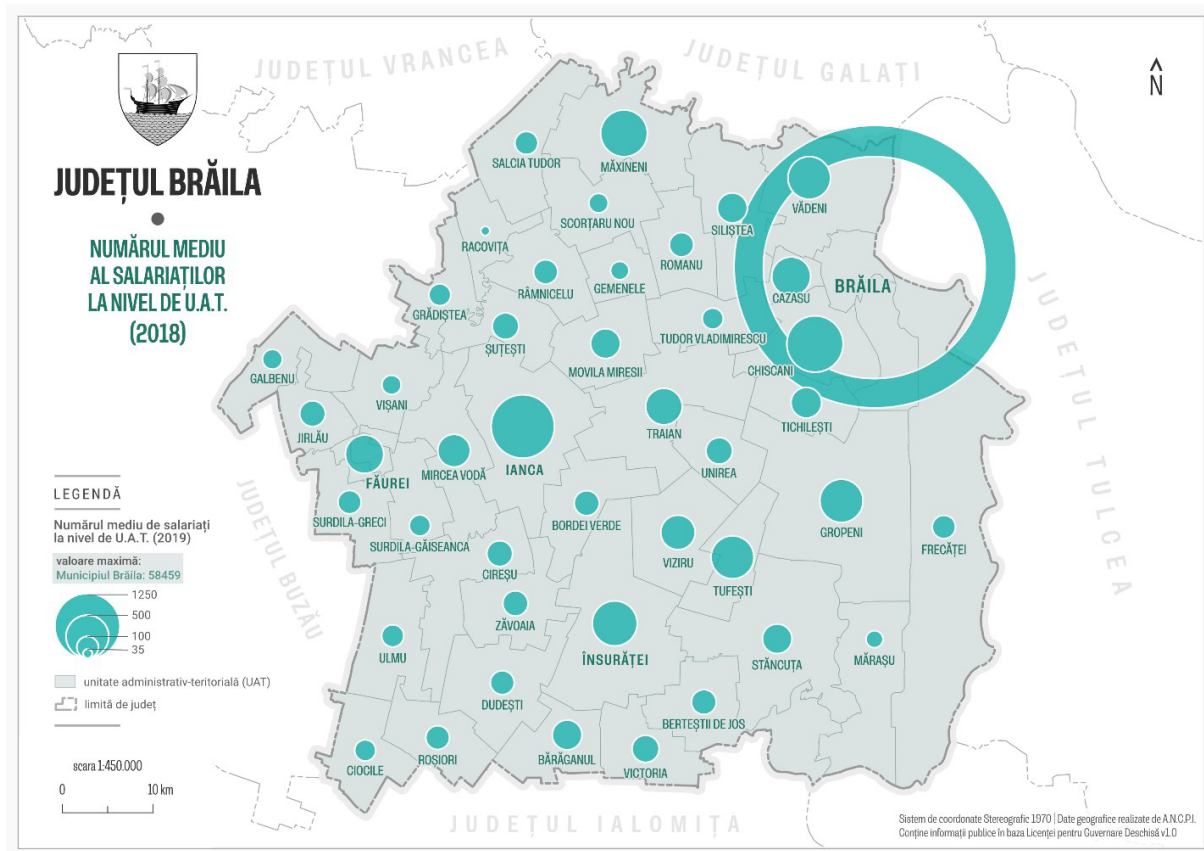 JUDEȚUL VRANCEA
JUDEȚUL GALAȚI
N
JUDEȚUL BRĂILA
NUMĂRUL MEDIU
AL SALARIAȚILOR
LA NIVEL DE U.A.T.
(2018)
SALCIA TUDOR
MĂXINENI
VĂDENI
SCORȚARU NOU
SILIȘTEA
RACOVIȚA
ROMANU
RÂMNICELU
GEMENELE
CAZASU
BRĂILA
GRĂDIȘTEA
ȘUTEȘTI
TUDOR VLADIMIRESCU
MOVILA MIRESII
CHISCANI
GALBENU
VIȘANI
JUDEȚUL TULCEA
JIRLĂU
TRAIAN
TICHILEȘTI
IANCA
FĂUREI
MIRCEA VODĂ
UNIREA
SURDILA-GRECI
BORDEI VERDE
GROPENI
SURDILA-GĂISEANCA
FRECĂȚEI
VIZIRU
CIREȘU
TUFEȘTI
JUDEȚUL BUZĂU
ZĂVOAIA
ULMU
ÎNSURĂȚEI
STĂNCUȚA
MĂRAȘU
DUDEȘTI
BERTEȘTII DE JOS
CIOCILE
ROȘIORI
BĂRĂGANUL
VICTORIA
JUDEȚUL IALOMIȚA
LEGENDĂ
Numărul mediu de salariați
la nivel de U.A.T. (2019)
valoare maximă:
Municipiul Brăila: 58459
1250
500
100
35
unitate administrativ-teritorială (UAT)
limită de județ
scara 1:450.000
0 10 km
Sistem de coordonate Stereografic 1970 | Date geografice realizate de A.N.C.P.I.
Conține informații publice în baza Licenței pentru Guvernare Deschisă v1.0